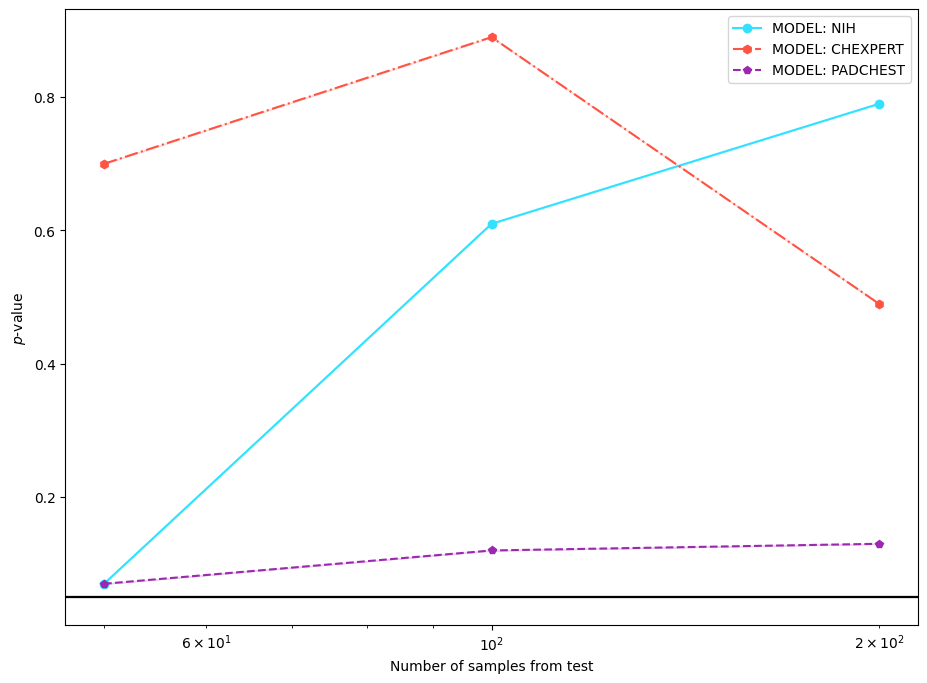 MODEL: NIH
MODEL: CHEXPERT
MODEL: PADCHEST
0.8
0.6
0.4
0.2
p-value
6 × 10¹
10²
2 × 10²
Number of samples from test